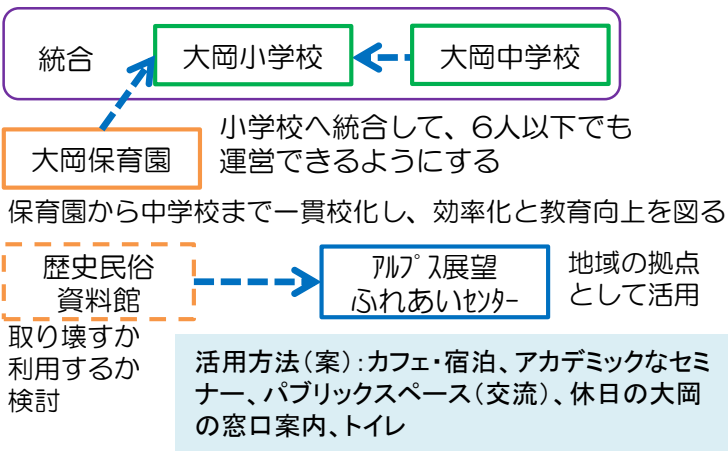 統合
大岡小学校
大岡中学校
大岡保育園
小学校へ統合して、6人以下でも
運営できるようにする
保育園から中学校まで一貫校化し、効率化と教育向上を図る
歴史民俗
資料館
ｱﾙﾌﾟｽ展望
ふれあいｾﾝﾀｰ
地域の拠点
として活用
取り壊すか
利用するか
検討
活用方法（案）：カフェ・宿泊、アカデミックなセミ
ナー、パブリックスペース（交流）、休日の大岡
の窓口案内、トイレ